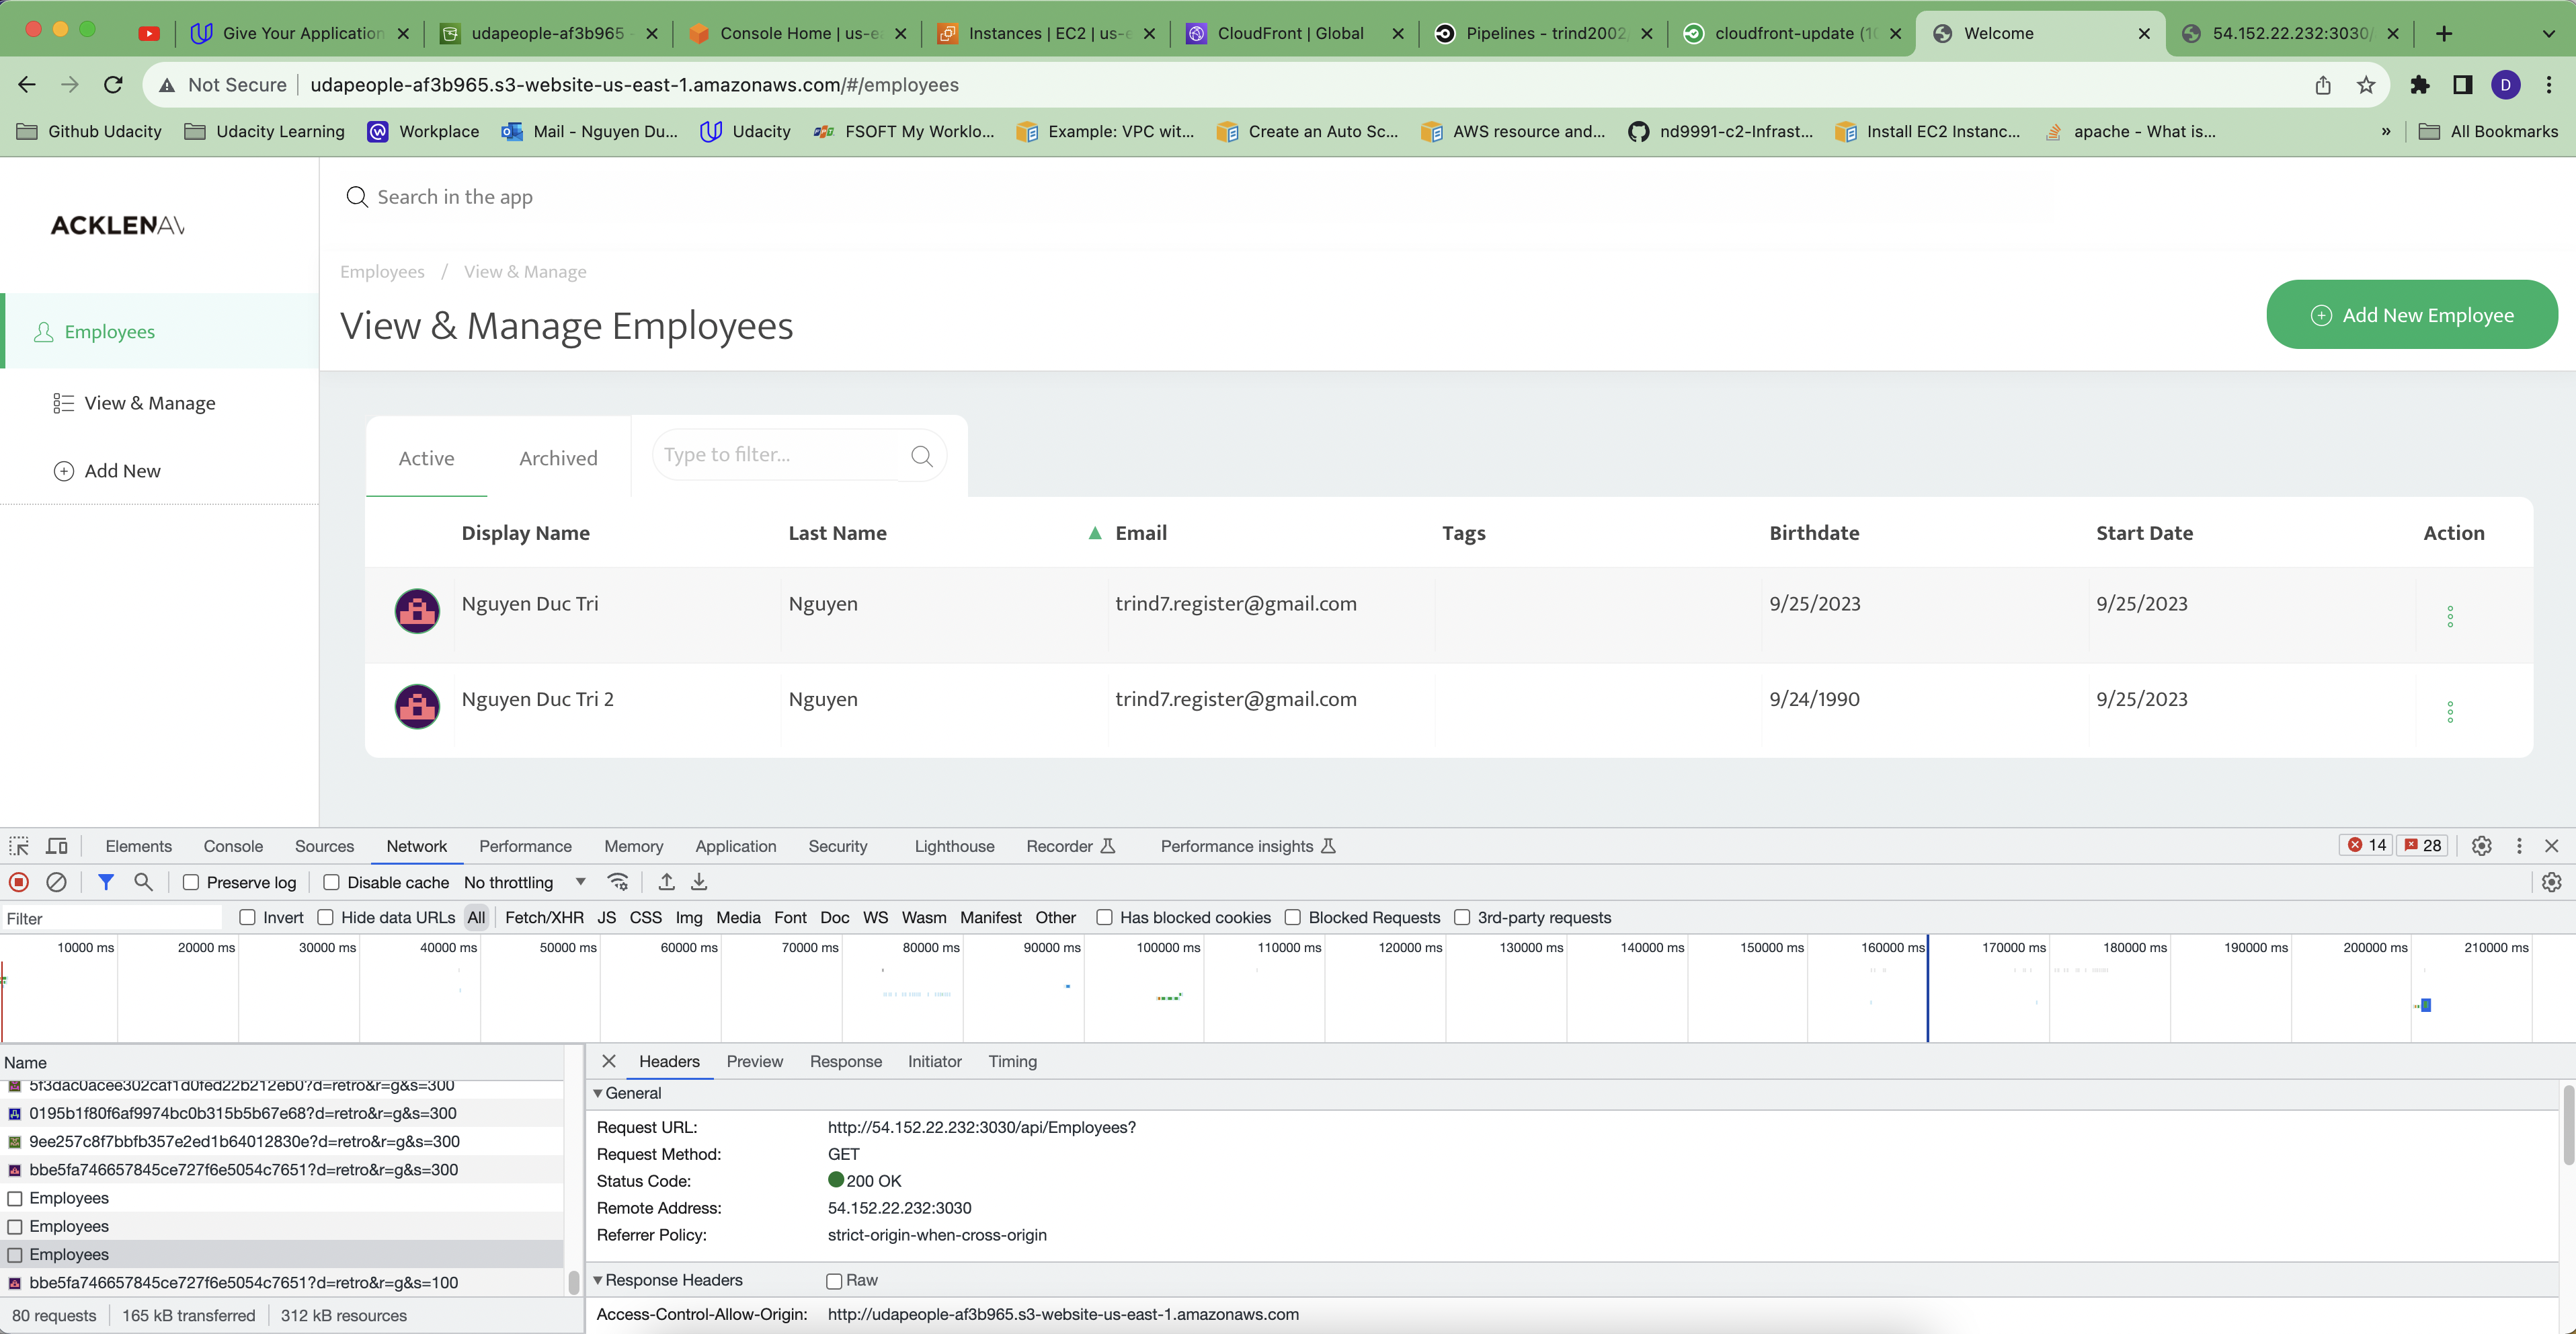 Give Your Application
udapeople-af3b965
Console Home | us-ea
Instances | EC2 | us-e
CloudFront | Global
Pipelines - trind2002
cloudfront-update (10
Welcome
54.152.22.232:3030/
Not Secure
udapeople-af3b965.s3-website-us-east-1.amazonaws.com/#/employees
D
Github Udacity
Udacity Learning
Workplace
Mail - Nguyen Du...
Udacity
FSOFT My Worklo...
Example: VPC wit...
Create an Auto Sc...
AWS resource and...
nd9991-c2-Infrast...
Install EC2 Instanc...
apache - What is...
»
All Bookmarks
ACKLENAV
Search in the app
Employees / View & Manage
View & Manage Employees
Add New Employee
Employees
View & Manage
Add New
Active
Archived
Type to filter...
Display Name Last Name ▲ Email Tags Birthdate Start Date Action
Nguyen Duc Tri Nguyen trind7.register@gmail.com 9/25/2023 9/25/2023
Nguyen Duc Tri 2 Nguyen trind7.register@gmail.com 9/24/1990 9/25/2023
Elements Console Sources Network Performance Memory Application Security Lighthouse Recorder Performance insights 14 28
Preserve log Disable cache No throttling
Filter Invert Hide data URLs All Fetch/XHR JS CSS Img Media Font Doc WS Wasm Manifest Other Has blocked cookies Blocked Requests 3rd-party requests
10000 ms 20000 ms 30000 ms 40000 ms 50000 ms 60000 ms 70000 ms 80000 ms 90000 ms 100000 ms 110000 ms 120000 ms 130000 ms 140000 ms 150000 ms 160000 ms 170000 ms 180000 ms 190000 ms 200000 ms 210000 ms
Name
5f3dac0acee302caf1d0fed22b212eb0?d=retro&r=g&s=300
0195b1f80f6af9974bc0b315b5b67e68?d=retro&r=g&s=300
9ee257c8f7bbfb357e2ed1b64012830e?d=retro&r=g&s=300
bbe5fa746657845ce727f6e5054c7651?d=retro&r=g&s=300
Employees
Employees
Employees
bbe5fa746657845ce727f6e5054c7651?d=retro&r=g&s=100
80 requests 165 kB transferred 312 kB resources
Headers Preview Response Initiator Timing
General
Request URL: http://54.152.22.232:3030/api/Employees?
Request Method: GET
Status Code: 200 OK
Remote Address: 54.152.22.232:3030
Referrer Policy: strict-origin-when-cross-origin
Response Headers Raw
Access-Control-Allow-Origin: http://udapeople-af3b965.s3-website-us-east-1.amazonaws.com